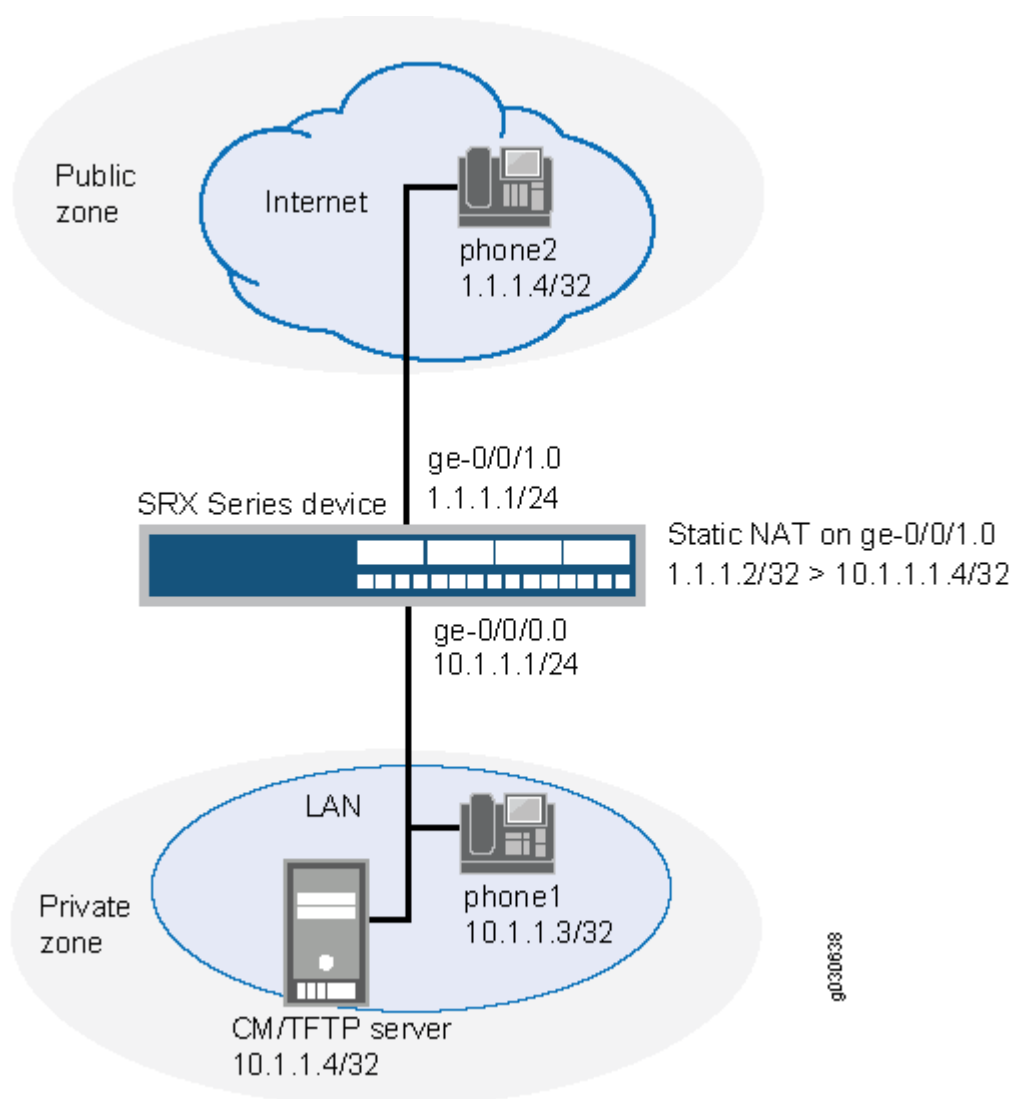 Public
zone
Internet
phone2
1.1.1.4/32
ge-0/0/1.0
1.1.1.1/24
SRX Series device
Static NAT on ge-0/0/1.0
1.1.1.2/32 > 10.1.1.1.4/32
ge-0/0/0.0
10.1.1.1/24
LAN
phone1
10.1.1.3/32
Private
zone
CM/TFTP server
10.1.1.4/32
g030638